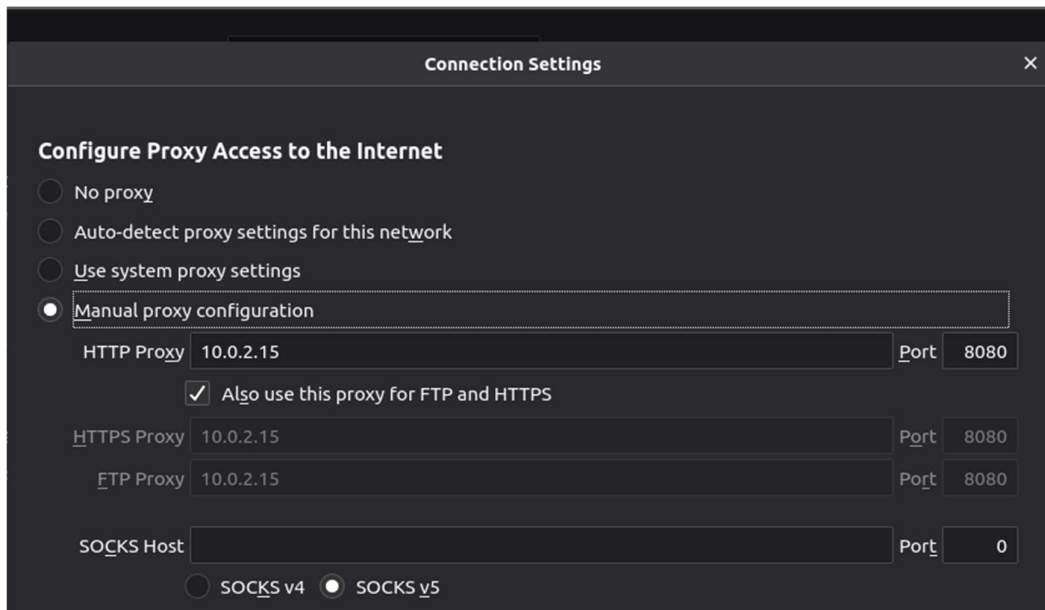 Connection Settings
Configure Proxy Access to the Internet
No proxy
Auto-detect proxy settings for this network
Use system proxy settings
Manual proxy configuration
HTTP Proxy 10.0.2.15 Port 8080
Also use this proxy for FTP and HTTPS
HTTPS Proxy 10.0.2.15 Port 8080
FTP Proxy 10.0.2.15 Port 8080
SOCKS Host Port 0
SOCKS v4 SOCKS v5